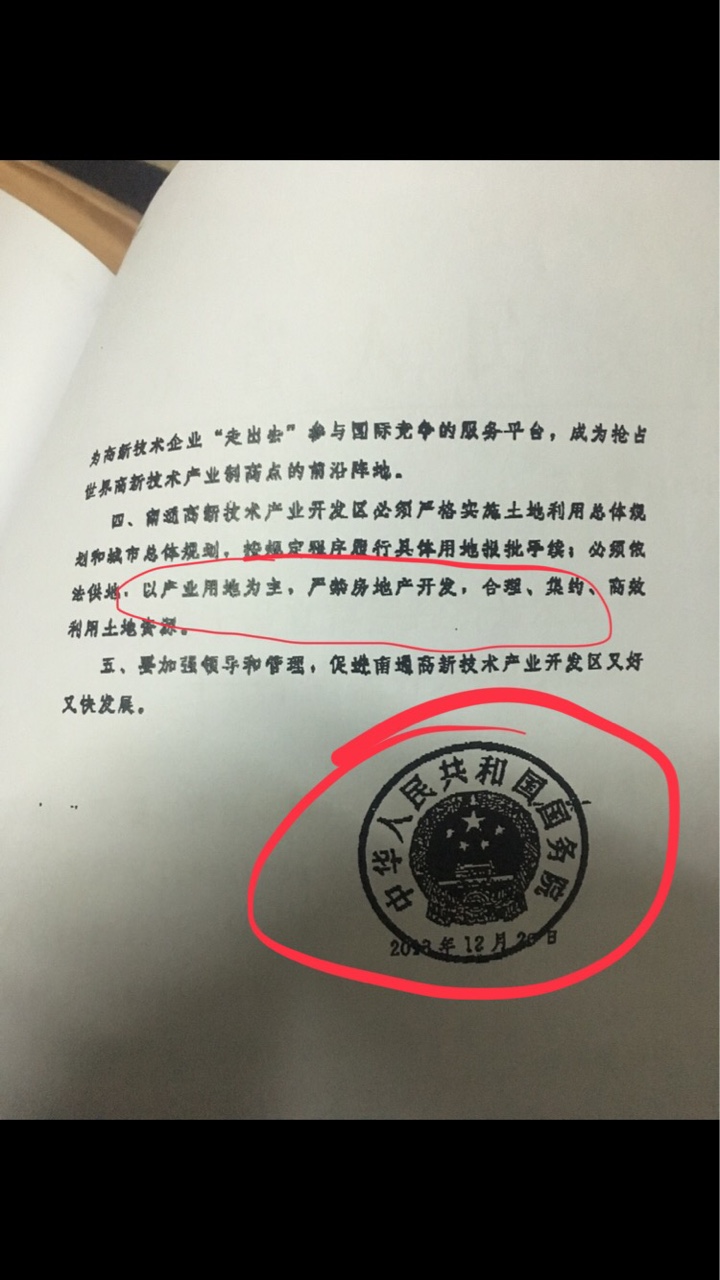 为高新技术企业“走出去”参与国际竞争的服务平台，成为抢占
世界高新技术产业制高点的前沿阵地。
四、南通高新技术产业开发区必须严格实施土地利用总体规
划和城市总体规划，按规定程序履行具体用地报批手续；必须依
法供地，以产业用地为主，严禁房地产开发，合理、集约、高效
利用土地资源。
五、要加强领导和管理，促进南通高新技术产业开发区又好
又快发展。
中华人民共和国国务院
2013年12月 日